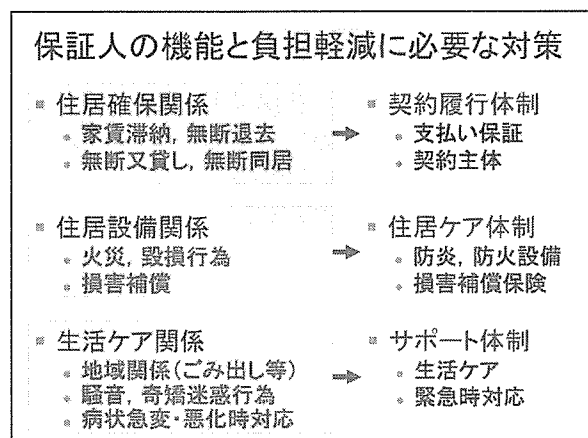 保証人の機能と負担軽減に必要な対策
住居確保関係
家賃滞納, 無断退去
無断又貸し, 無断同居
契約履行体制
支払い保証
契約主体
住居設備関係
火災, 毀損行為
損害補償
住居ケア体制
防炎, 防火設備
損害補償保険
生活ケア関係
地域関係(ごみ出し等)
騒音, 奇矯迷惑行為
病状急変・悪化時対応
サポート体制
生活ケア
緊急時対応